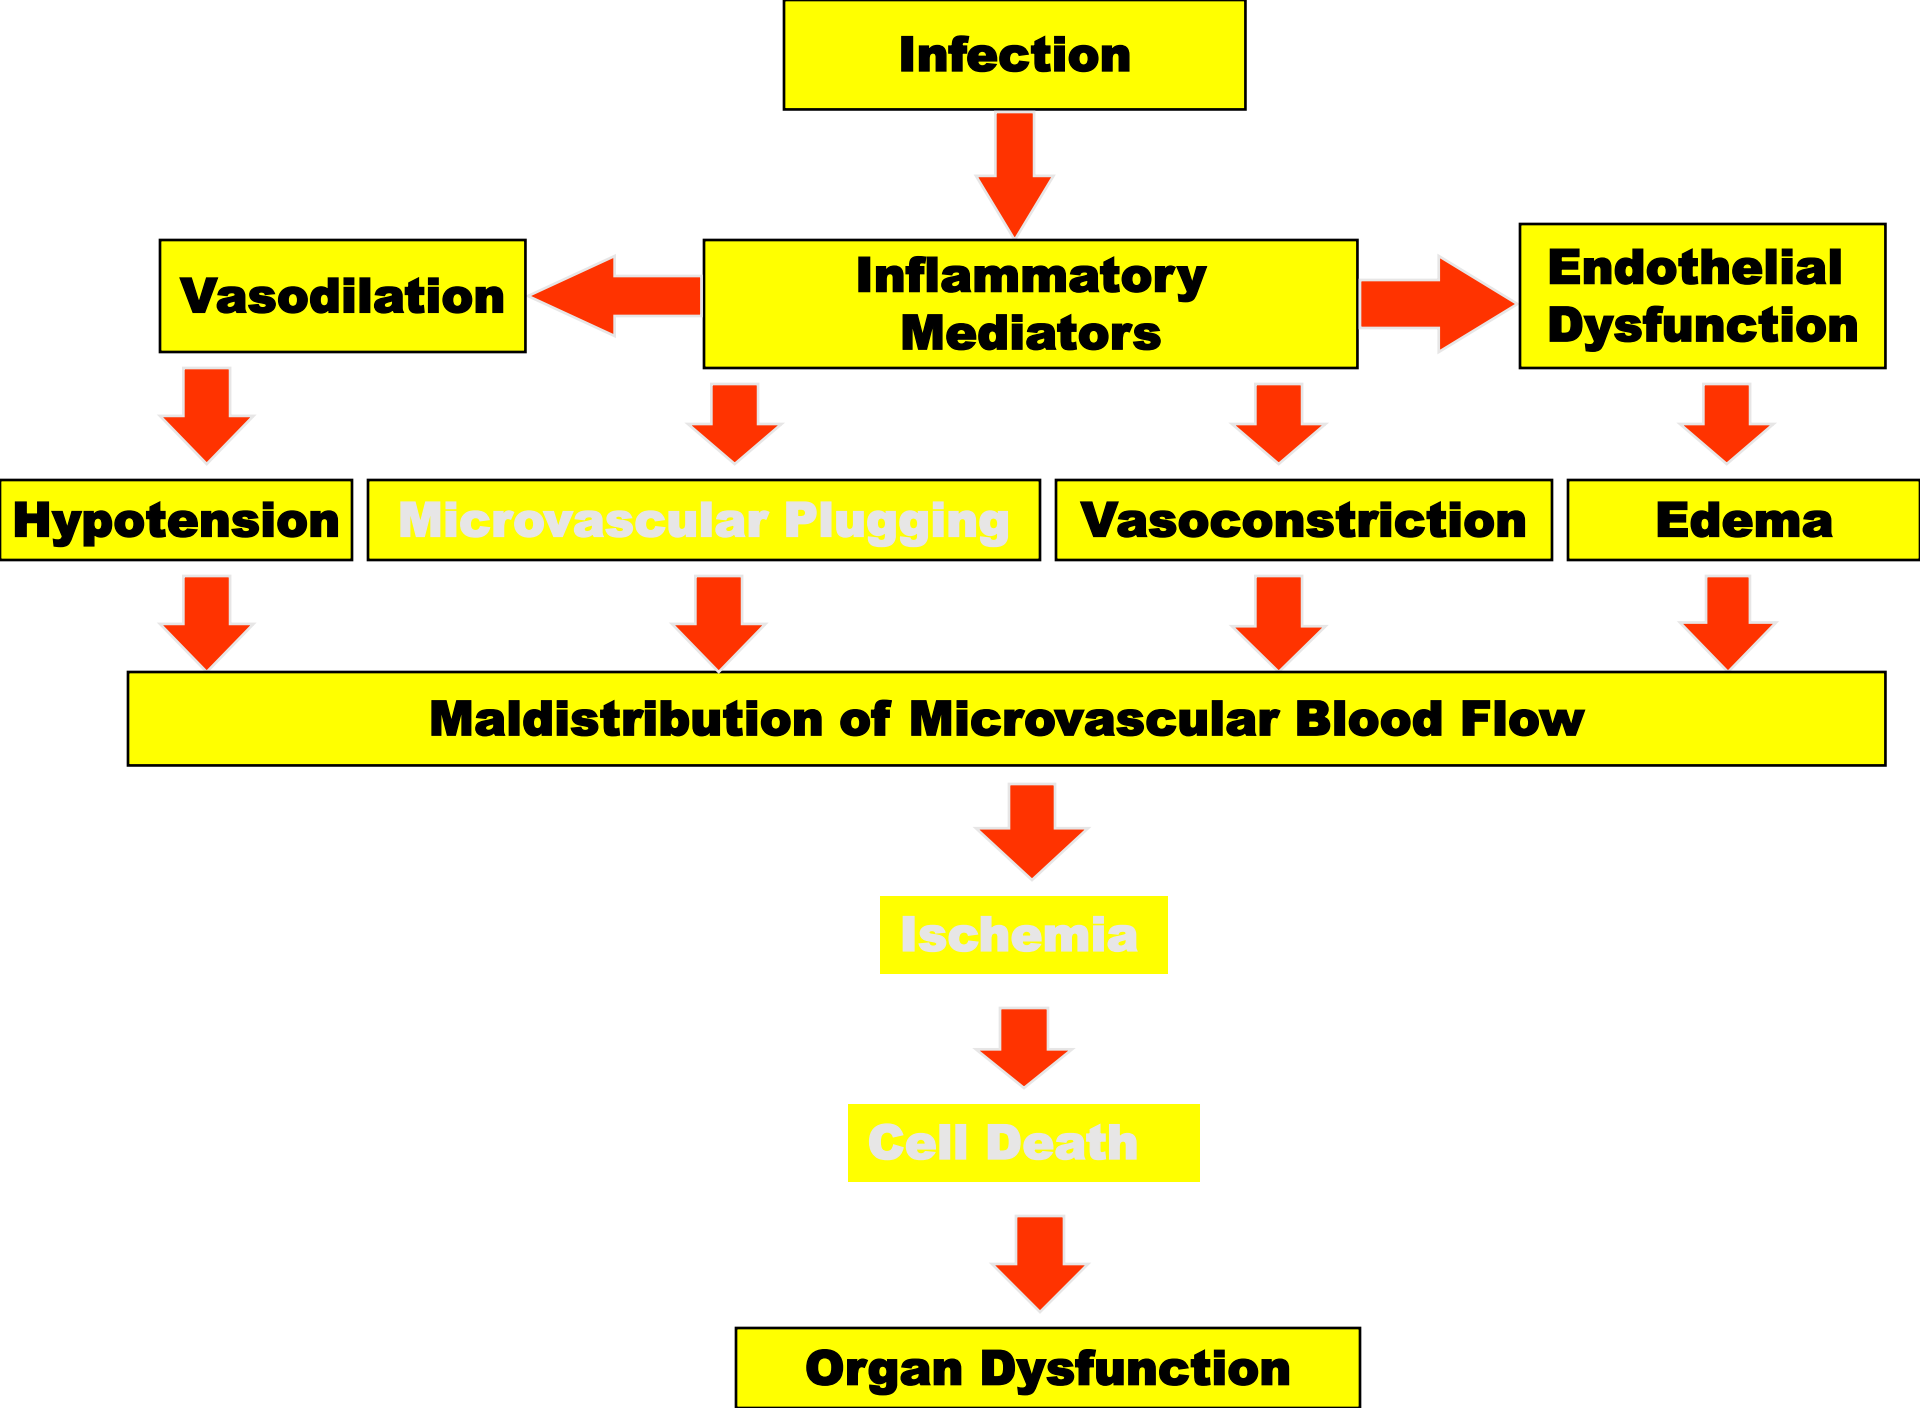 Infection
Vasodilation
Inflammatory
Mediators
Endothelial
Dysfunction
Hypotension
Microvascular Plugging
Vasoconstriction
Edema
Maldistribution of Microvascular Blood Flow
Ischemia
Cell Death
Organ Dysfunction